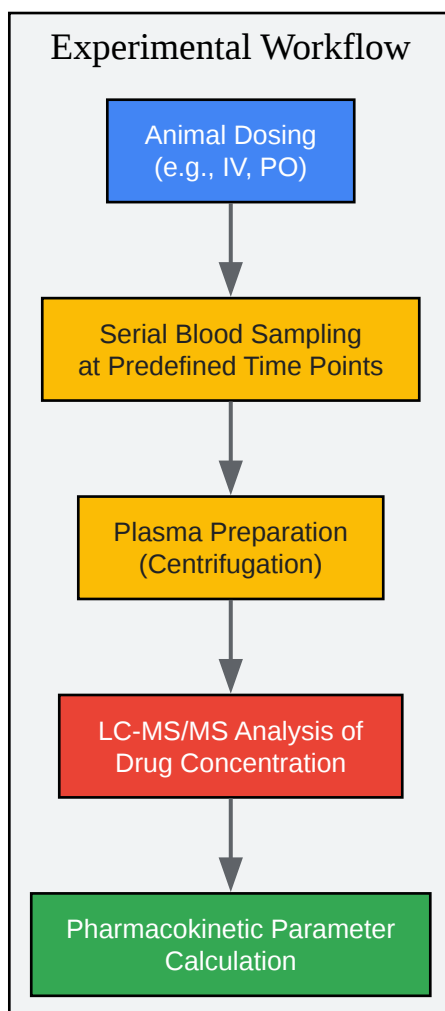 Experimental Workflow
Animal Dosing
(e.g., IV, PO)
Serial Blood Sampling
at Predefined Time Points
Plasma Preparation
(Centrifugation)
LC-MS/MS Analysis of
Drug Concentration
Pharmacokinetic Parameter
Calculation